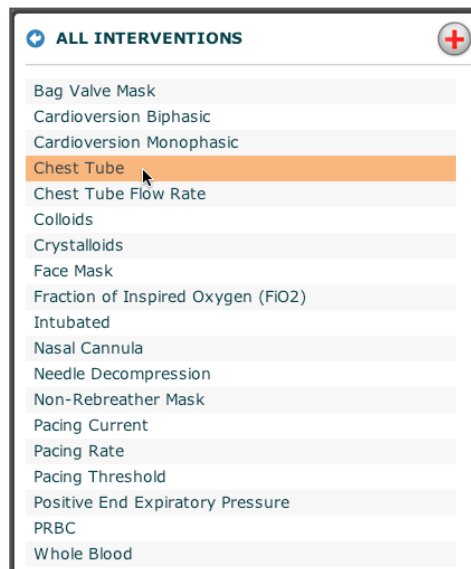 ALL INTERVENTIONS
Bag Valve Mask
Cardioversion Biphasic
Cardioversion Monophasic
Chest Tube
Chest Tube Flow Rate
Colloids
Crystalloids
Face Mask
Fraction of Inspired Oxygen (FiO2)
Intubated
Nasal Cannula
Needle Decompression
Non-Rebreather Mask
Pacing Current
Pacing Rate
Pacing Threshold
Positive End Expiratory Pressure
PRBC
Whole Blood